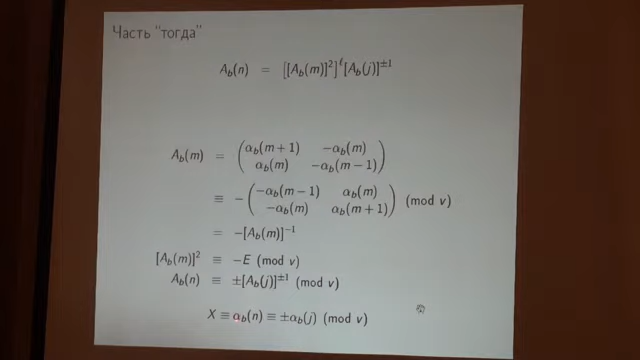 Часть “тогда”
A_b(n) = [[A_b(m)]²]^ℓ [A_b(j)]^{±1}
A_b(m) = ( α_b(m + 1) −α_b(m)
α_b(m) −α_b(m − 1) )
≡ − ( −α_b(m − 1) α_b(m)
−α_b(m) α_b(m + 1) ) (mod v)
= −[A_b(m)]^{−1}
[A_b(m)]² ≡ −E (mod v)
A_b(n) ≡ ±[A_b(j)]^{±1} (mod v)
X ≡ α_b(n) ≡ ±α_b(j) (mod v)